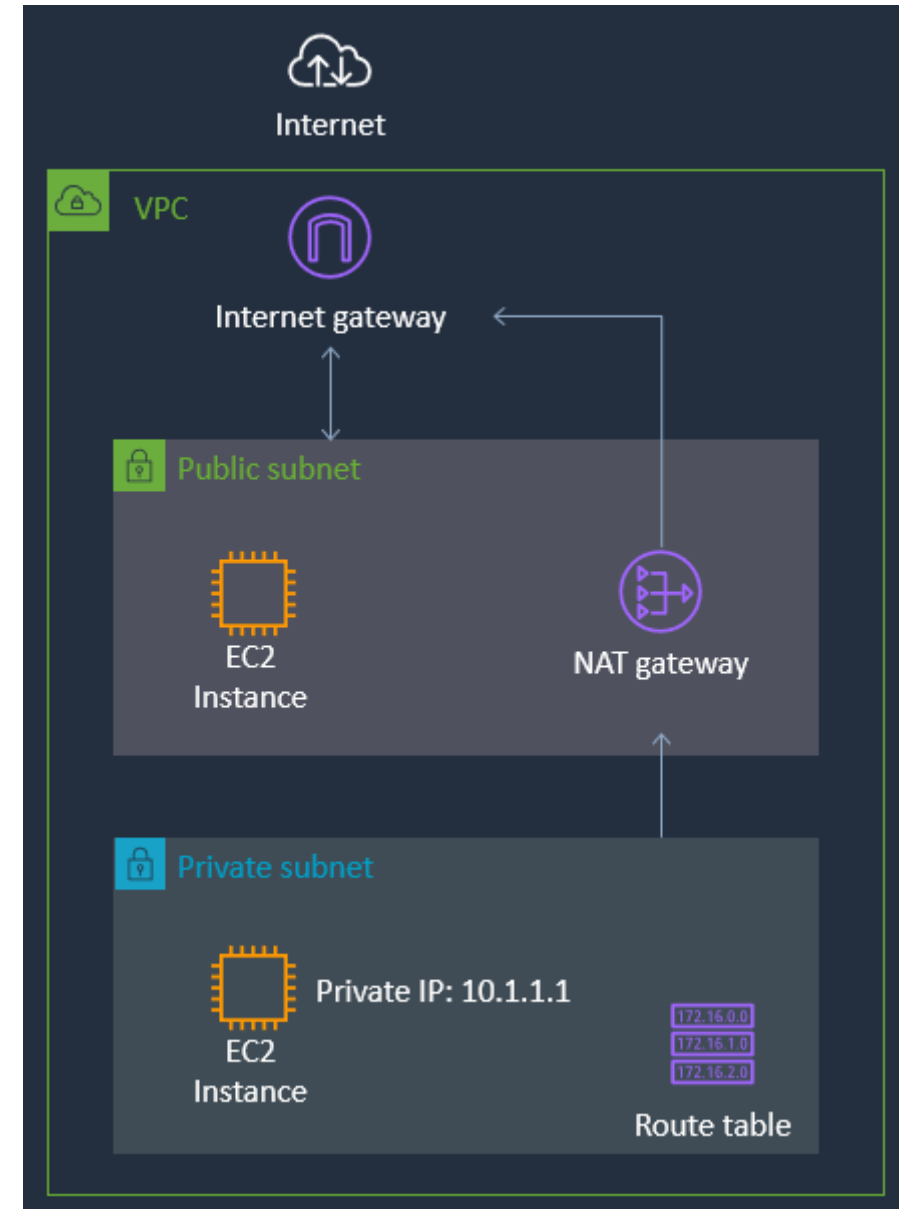 Internet
VPC
Internet gateway
Public subnet
EC2
Instance
NAT gateway
Private subnet
EC2
Instance
Private IP: 10.1.1.1
172.16.0.0
172.16.1.0
172.16.2.0
Route table